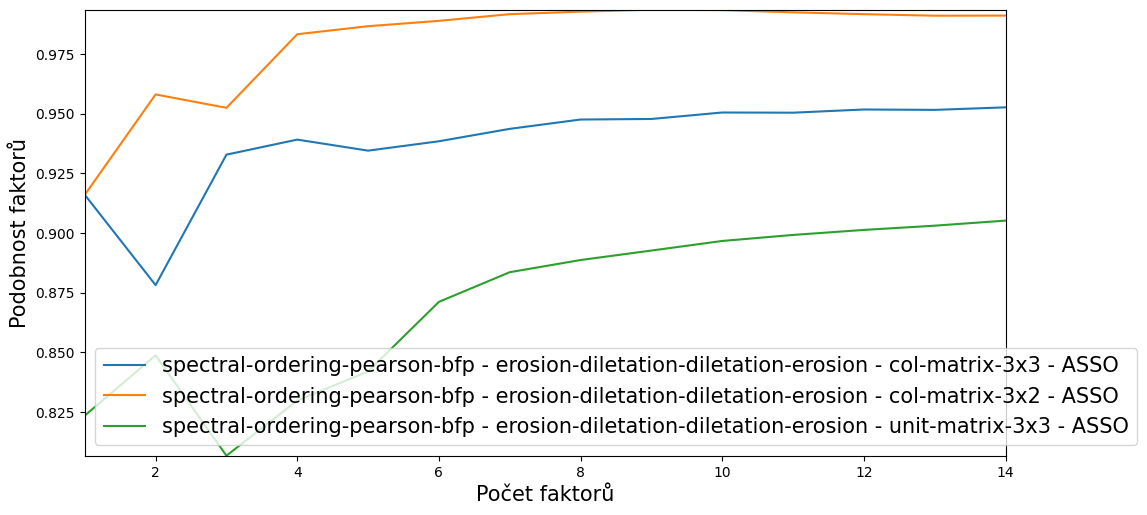 0.975
0.950
0.925
0.900
0.875
0.850
0.825
Podobnost faktorů
spectral-ordering-pearson-bfp - erosion-diletation-diletation-erosion - col-matrix-3x3 - ASSO
spectral-ordering-pearson-bfp - erosion-diletation-diletation-erosion - col-matrix-3x2 - ASSO
spectral-ordering-pearson-bfp - erosion-diletation-diletation-erosion - unit-matrix-3x3 - ASSO
2 4 6 8 10 12 14
Počet faktorů